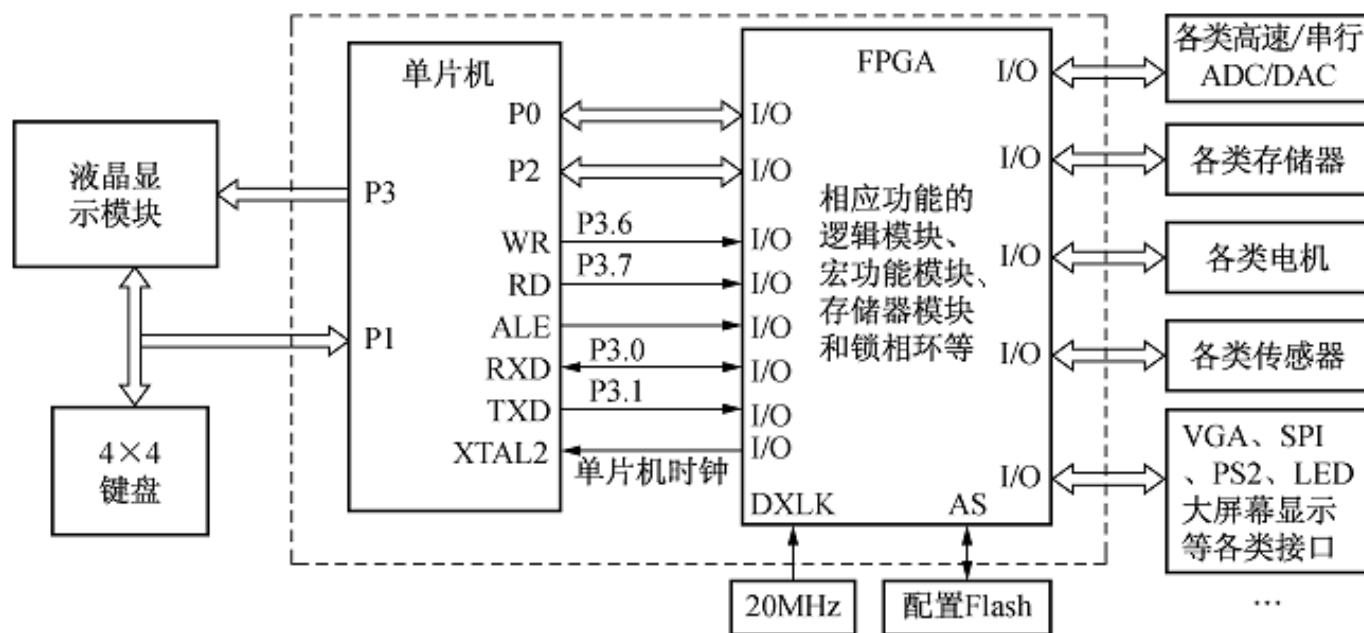 液晶显
示模块
4×4
键盘
单片机
P0
P2
P3
WR
RD
ALE
P1
RXD
TXD
XTAL2
P3.6
P3.7
P3.0
P3.1
单片机时钟
FPGA
I/O
I/O
I/O
I/O
I/O
I/O
I/O
I/O
相应功能的
逻辑模块、
宏功能模块、
存储器模块
和锁相环等
I/O
I/O
I/O
I/O
I/O
DXLK
AS
20MHz
配置Flash
各类高速/串行
ADC/DAC
各类存储器
各类电机
各类传感器
VGA、SPI
、PS2、LED
大屏幕显示
等各类接口
…